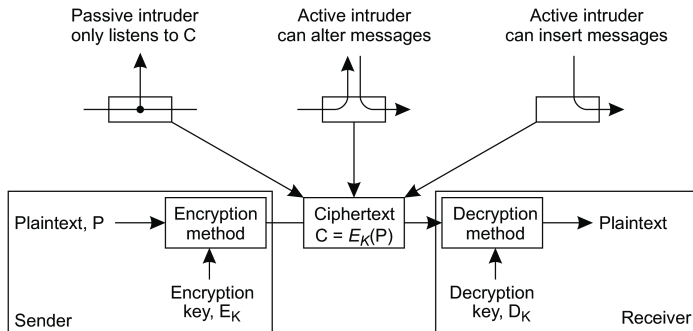 Passive intruder
only listens to C
Active intruder
can alter messages
Active intruder
can insert messages
Plaintext, P
Encryption
method
Ciphertext
C = E_K(P)
Decryption
method
Plaintext
Encryption
key, E_K
Decryption
key, D_K
Sender
Receiver